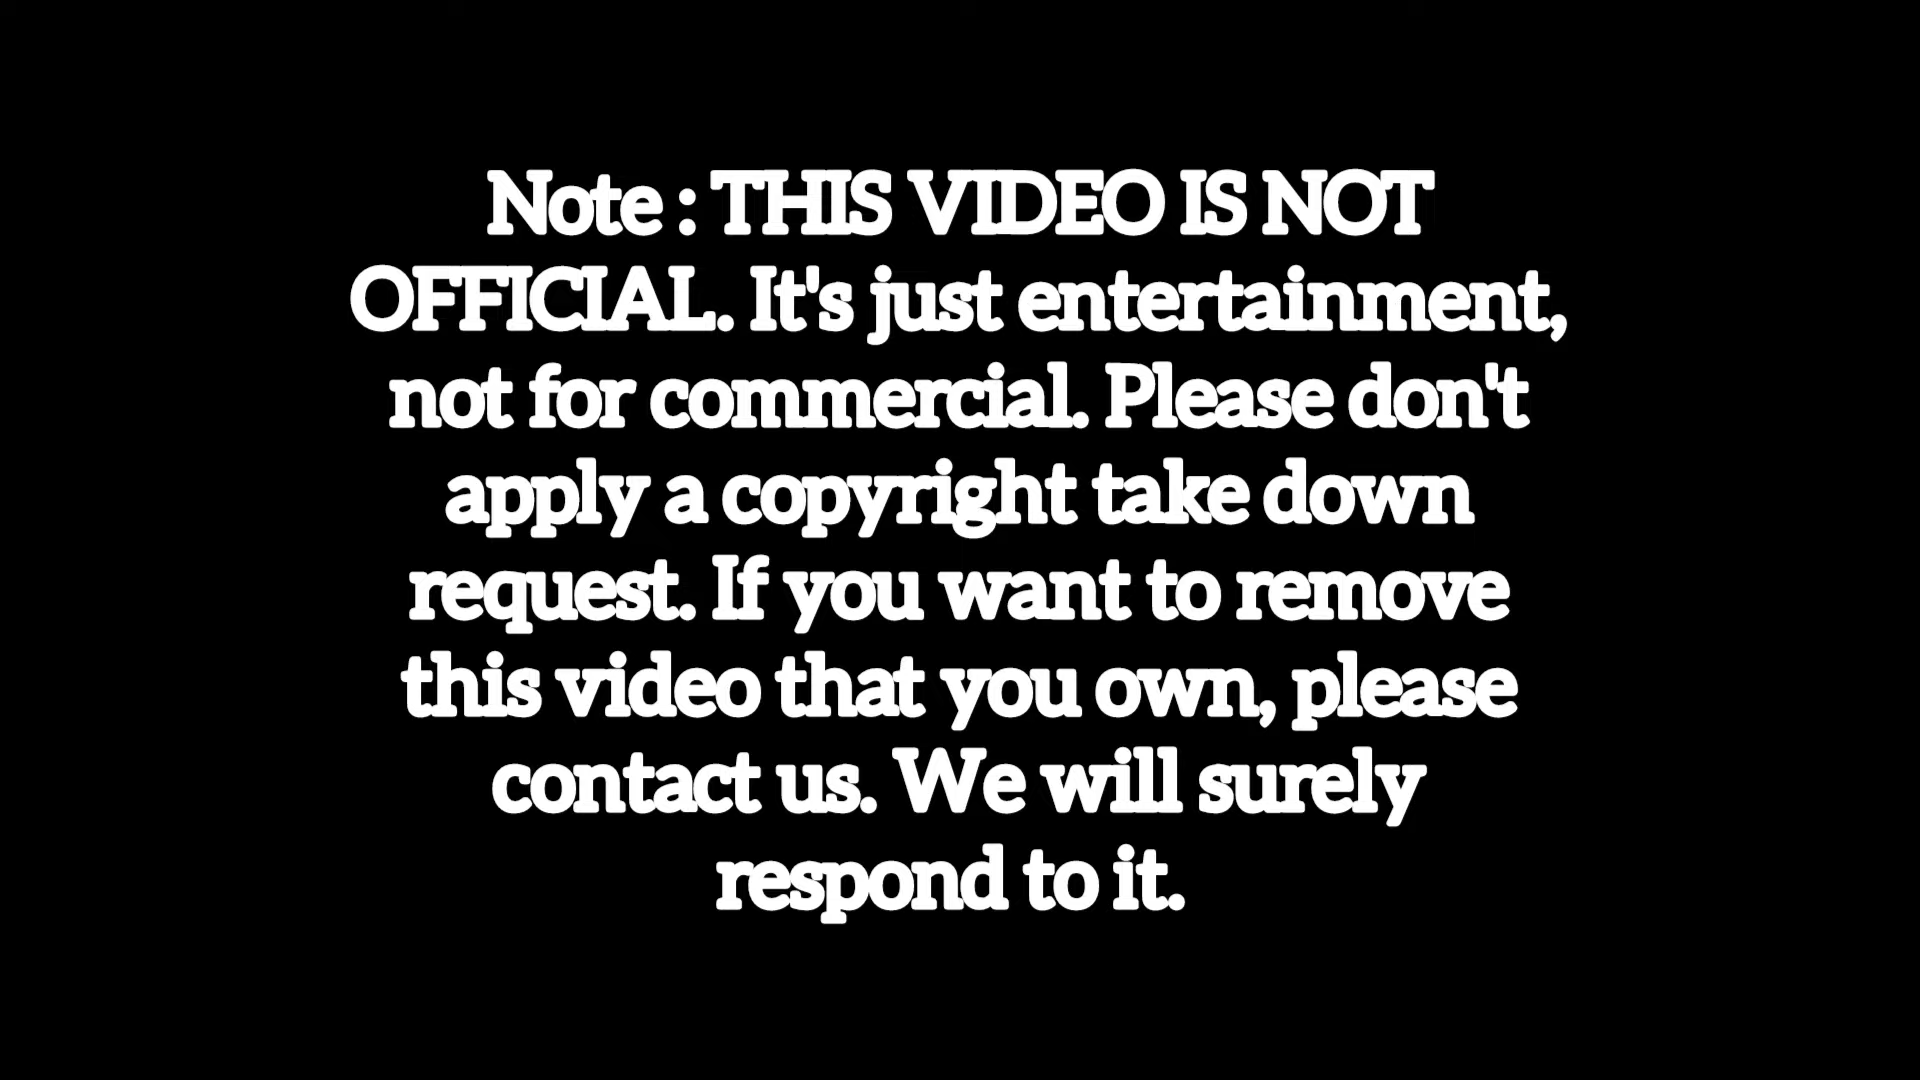 Note : THIS VIDEO IS NOT
OFFICIAL. It's just entertainment,
not for commercial. Please don't
apply a copyright take down
request. If you want to remove
this video that you own, please
contact us. We will surely
respond to it.